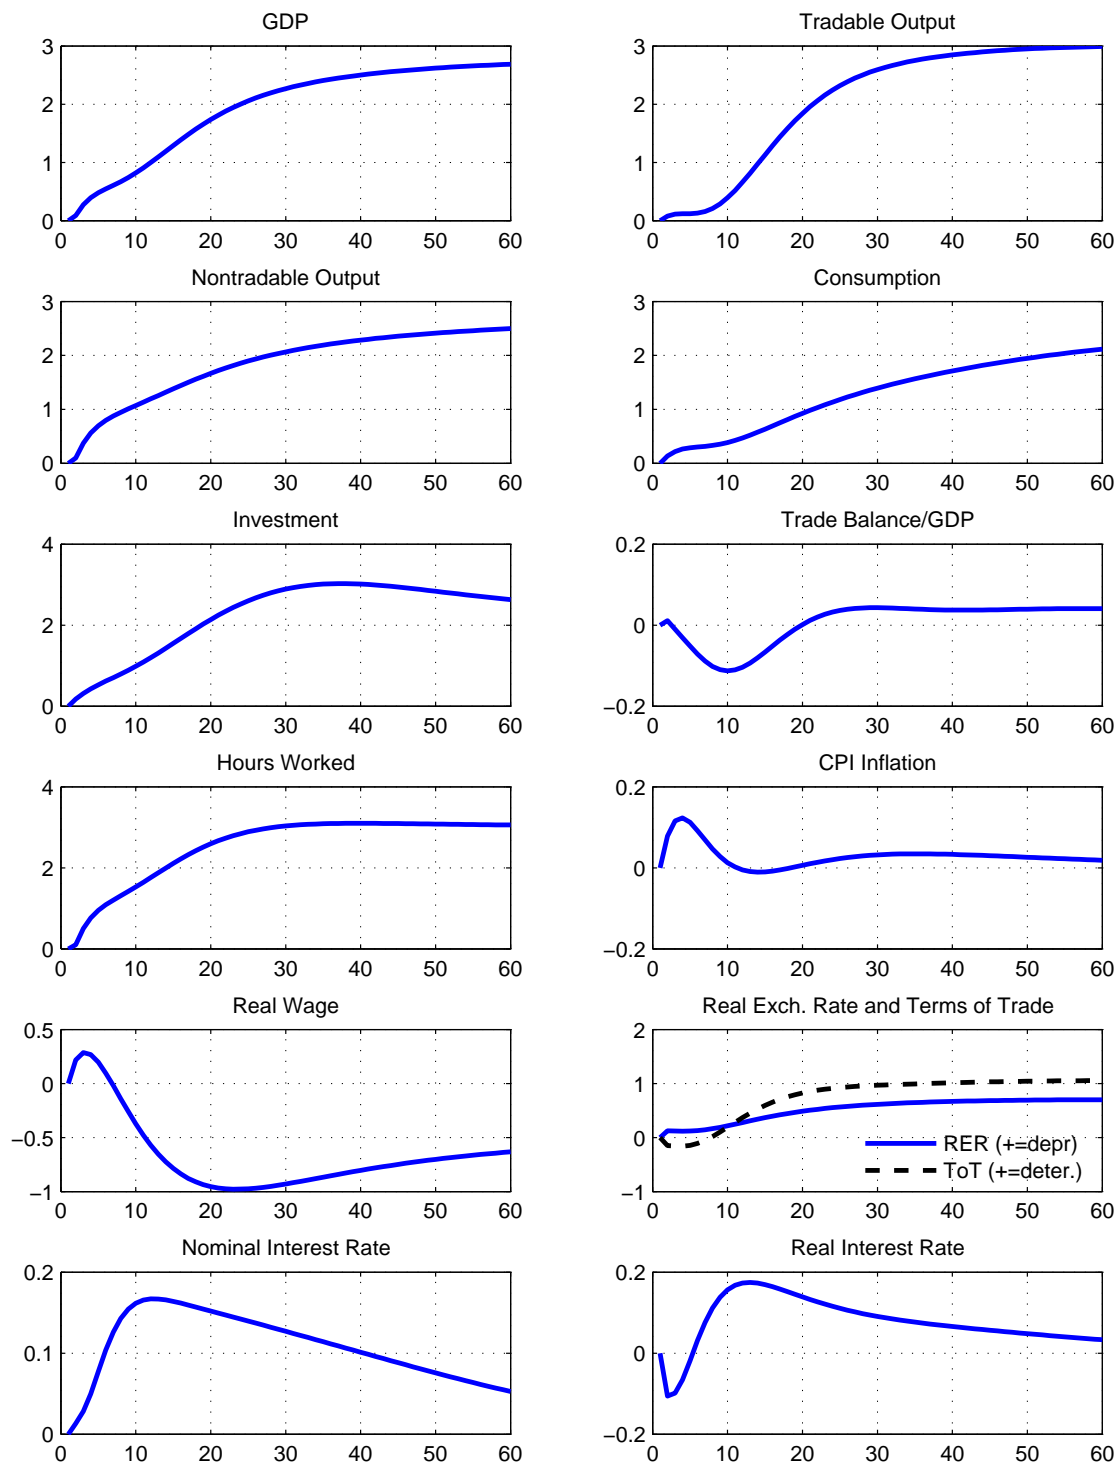 GDP
3
2
1
0
0 10 20 30 40 50 60
Tradable Output
3
2
1
0
0 10 20 30 40 50 60
Nontradable Output
3
2
1
0
0 10 20 30 40 50 60
Consumption
3
2
1
0
0 10 20 30 40 50 60
Investment
4
2
0
0 10 20 30 40 50 60
Trade Balance/GDP
0.2
0
−0.2
0 10 20 30 40 50 60
Hours Worked
4
2
0
0 10 20 30 40 50 60
CPI Inflation
0.2
0
−0.2
0 10 20 30 40 50 60
Real Wage
0.5
0
−0.5
−1
0 10 20 30 40 50 60
Real Exch. Rate and Terms of Trade
2
1
0
−1
RER (+=depr)
ToT (+=deter.)
0 10 20 30 40 50 60
Nominal Interest Rate
0.2
0.1
0
0 10 20 30 40 50 60
Real Interest Rate
0.2
0
−0.2
0 10 20 30 40 50 60